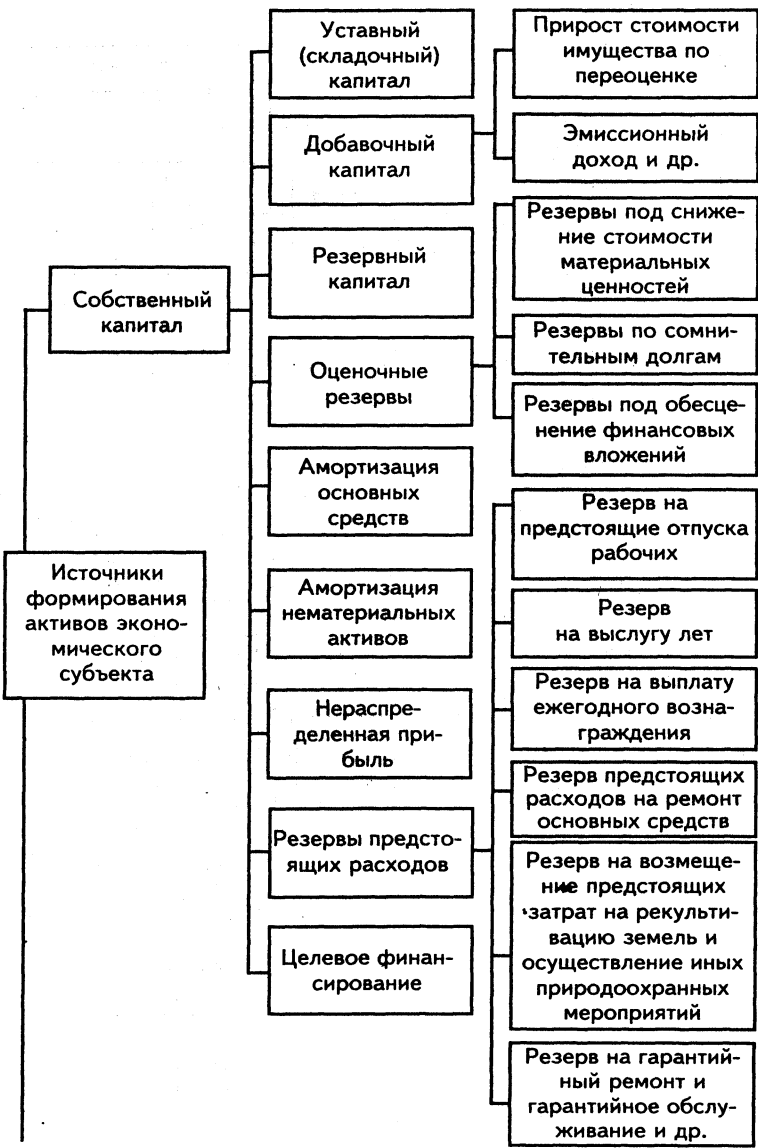 Источники
формирования
активов эконо-
мического
субъекта
Собственный
капитал
Уставный
(складочный)
капитал
Добавочный
капитал
Прирост стоимости
имущества по
переоценке
Эмиссионный
доход и др.
Резервный
капитал
Оценочные
резервы
Резервы под сниже-
ние стоимости
материальных
ценностей
Резервы по сомни-
тельным долгам
Резервы под обесце-
нение финансовых
вложений
Амортизация
основных
средств
Амортизация
нематериальных
активов
Нераспре-
деленная при-
быль
Резервы предсто-
ящих расходов
Резерв на
предстоящие отпуска
рабочих
Резерв
на выслугу лет
Резерв на выплату
ежегодного возна-
граждения
Резерв предстоящих
расходов на ремонт
основных средств
Резерв на возмеще-
ние предстоящих
затрат на рекульти-
вацию земель и
осуществление иных
природоохранных
мероприятий
Резерв на гарантий-
ный ремонт и
гарантийное обслу-
живание и др.
Целевое финан-
сирование